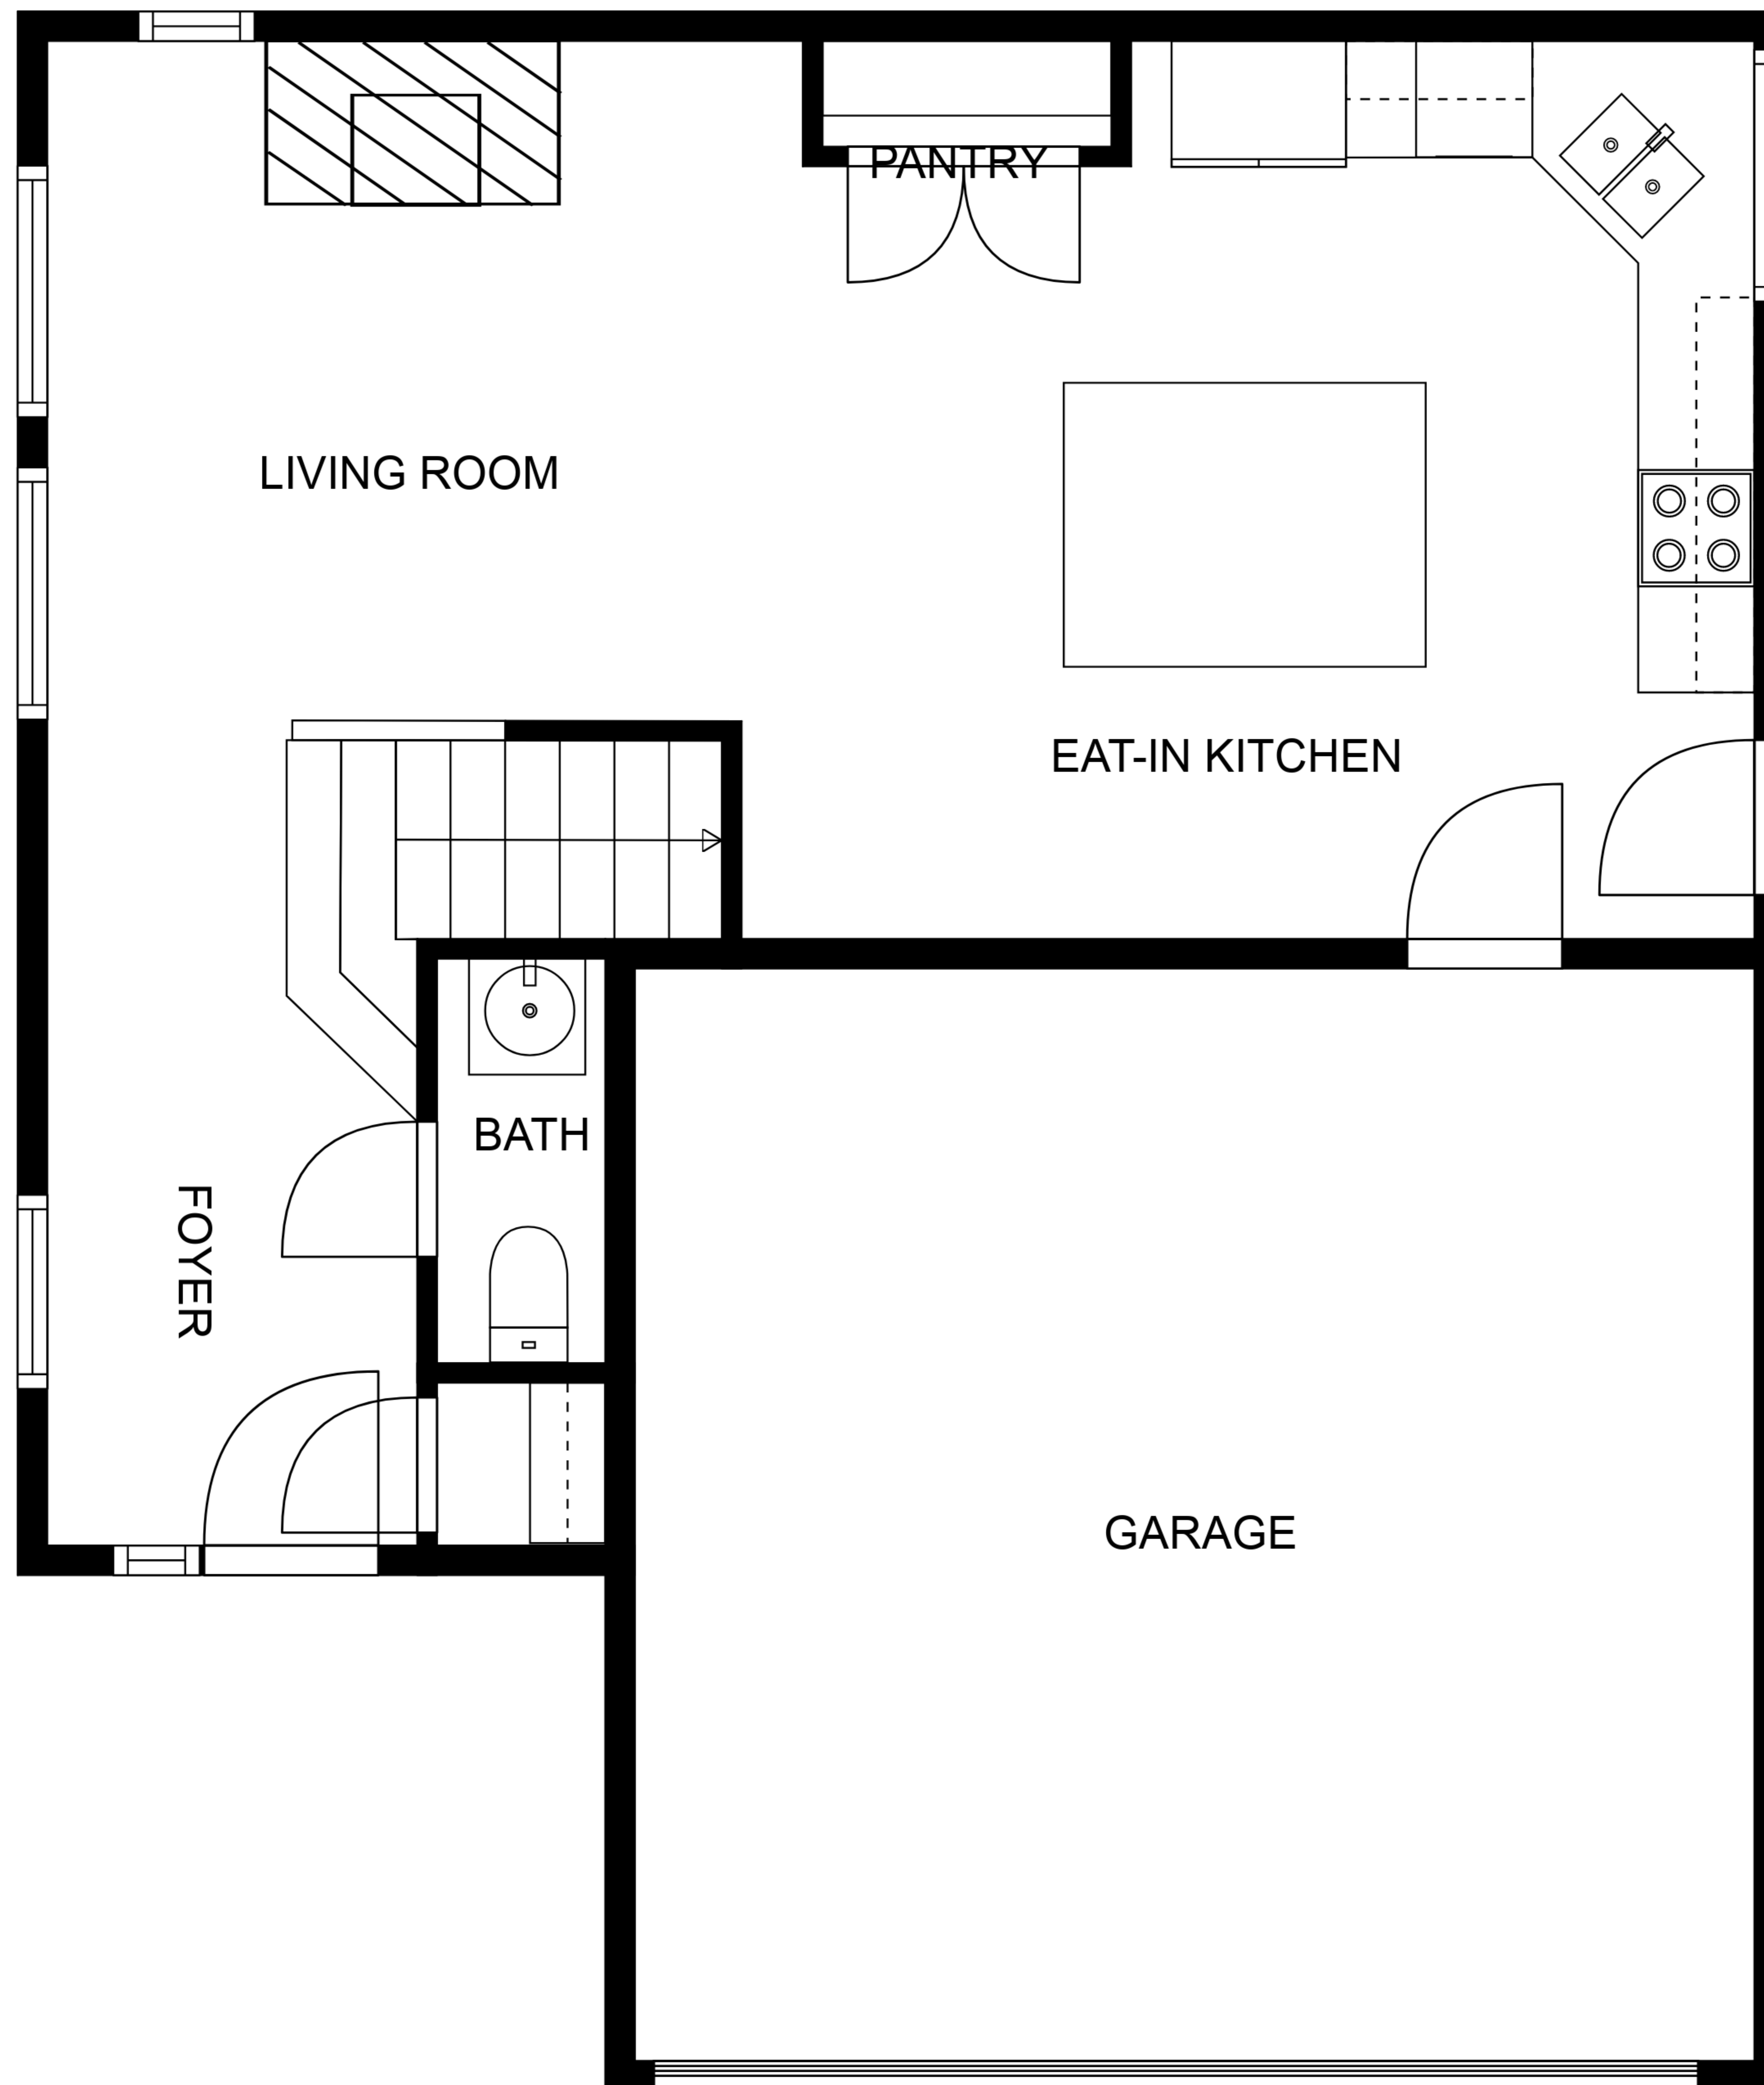 PANTRY
LIVING ROOM
EAT-IN KITCHEN
BATH
FOYER
GARAGE